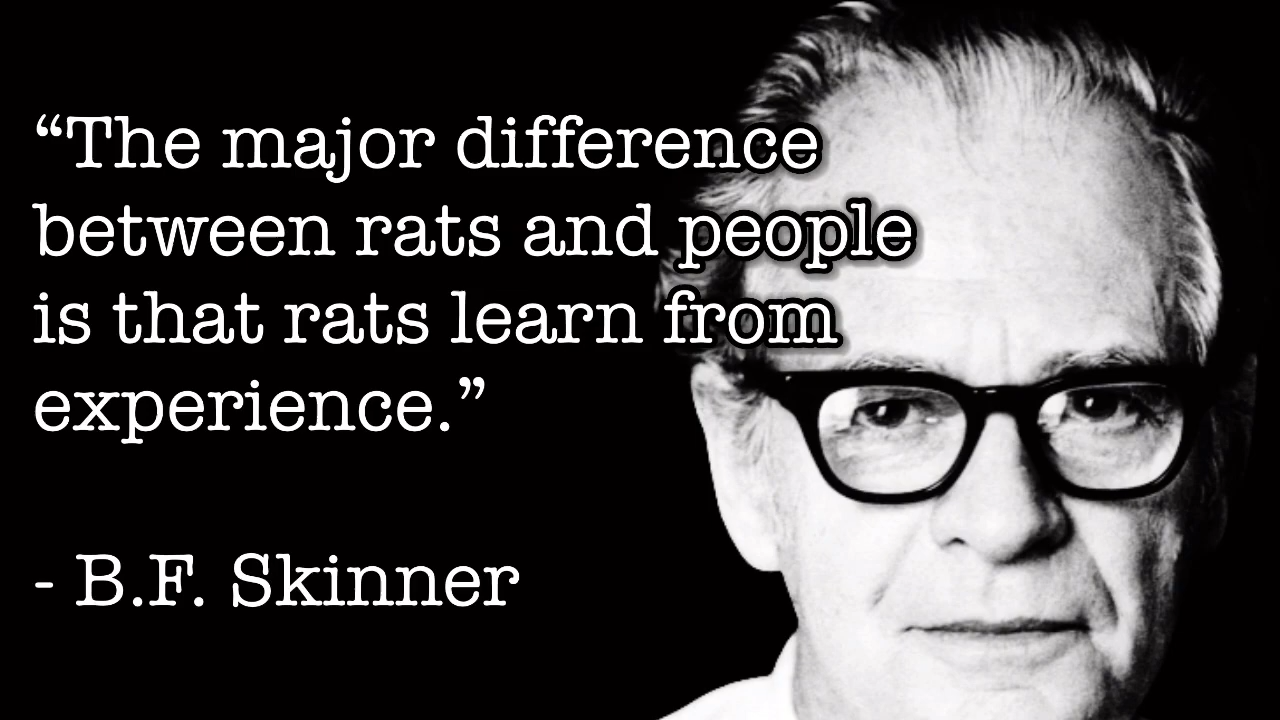 “The major difference
between rats and people
is that rats learn from
experience.”
- B.F. Skinner